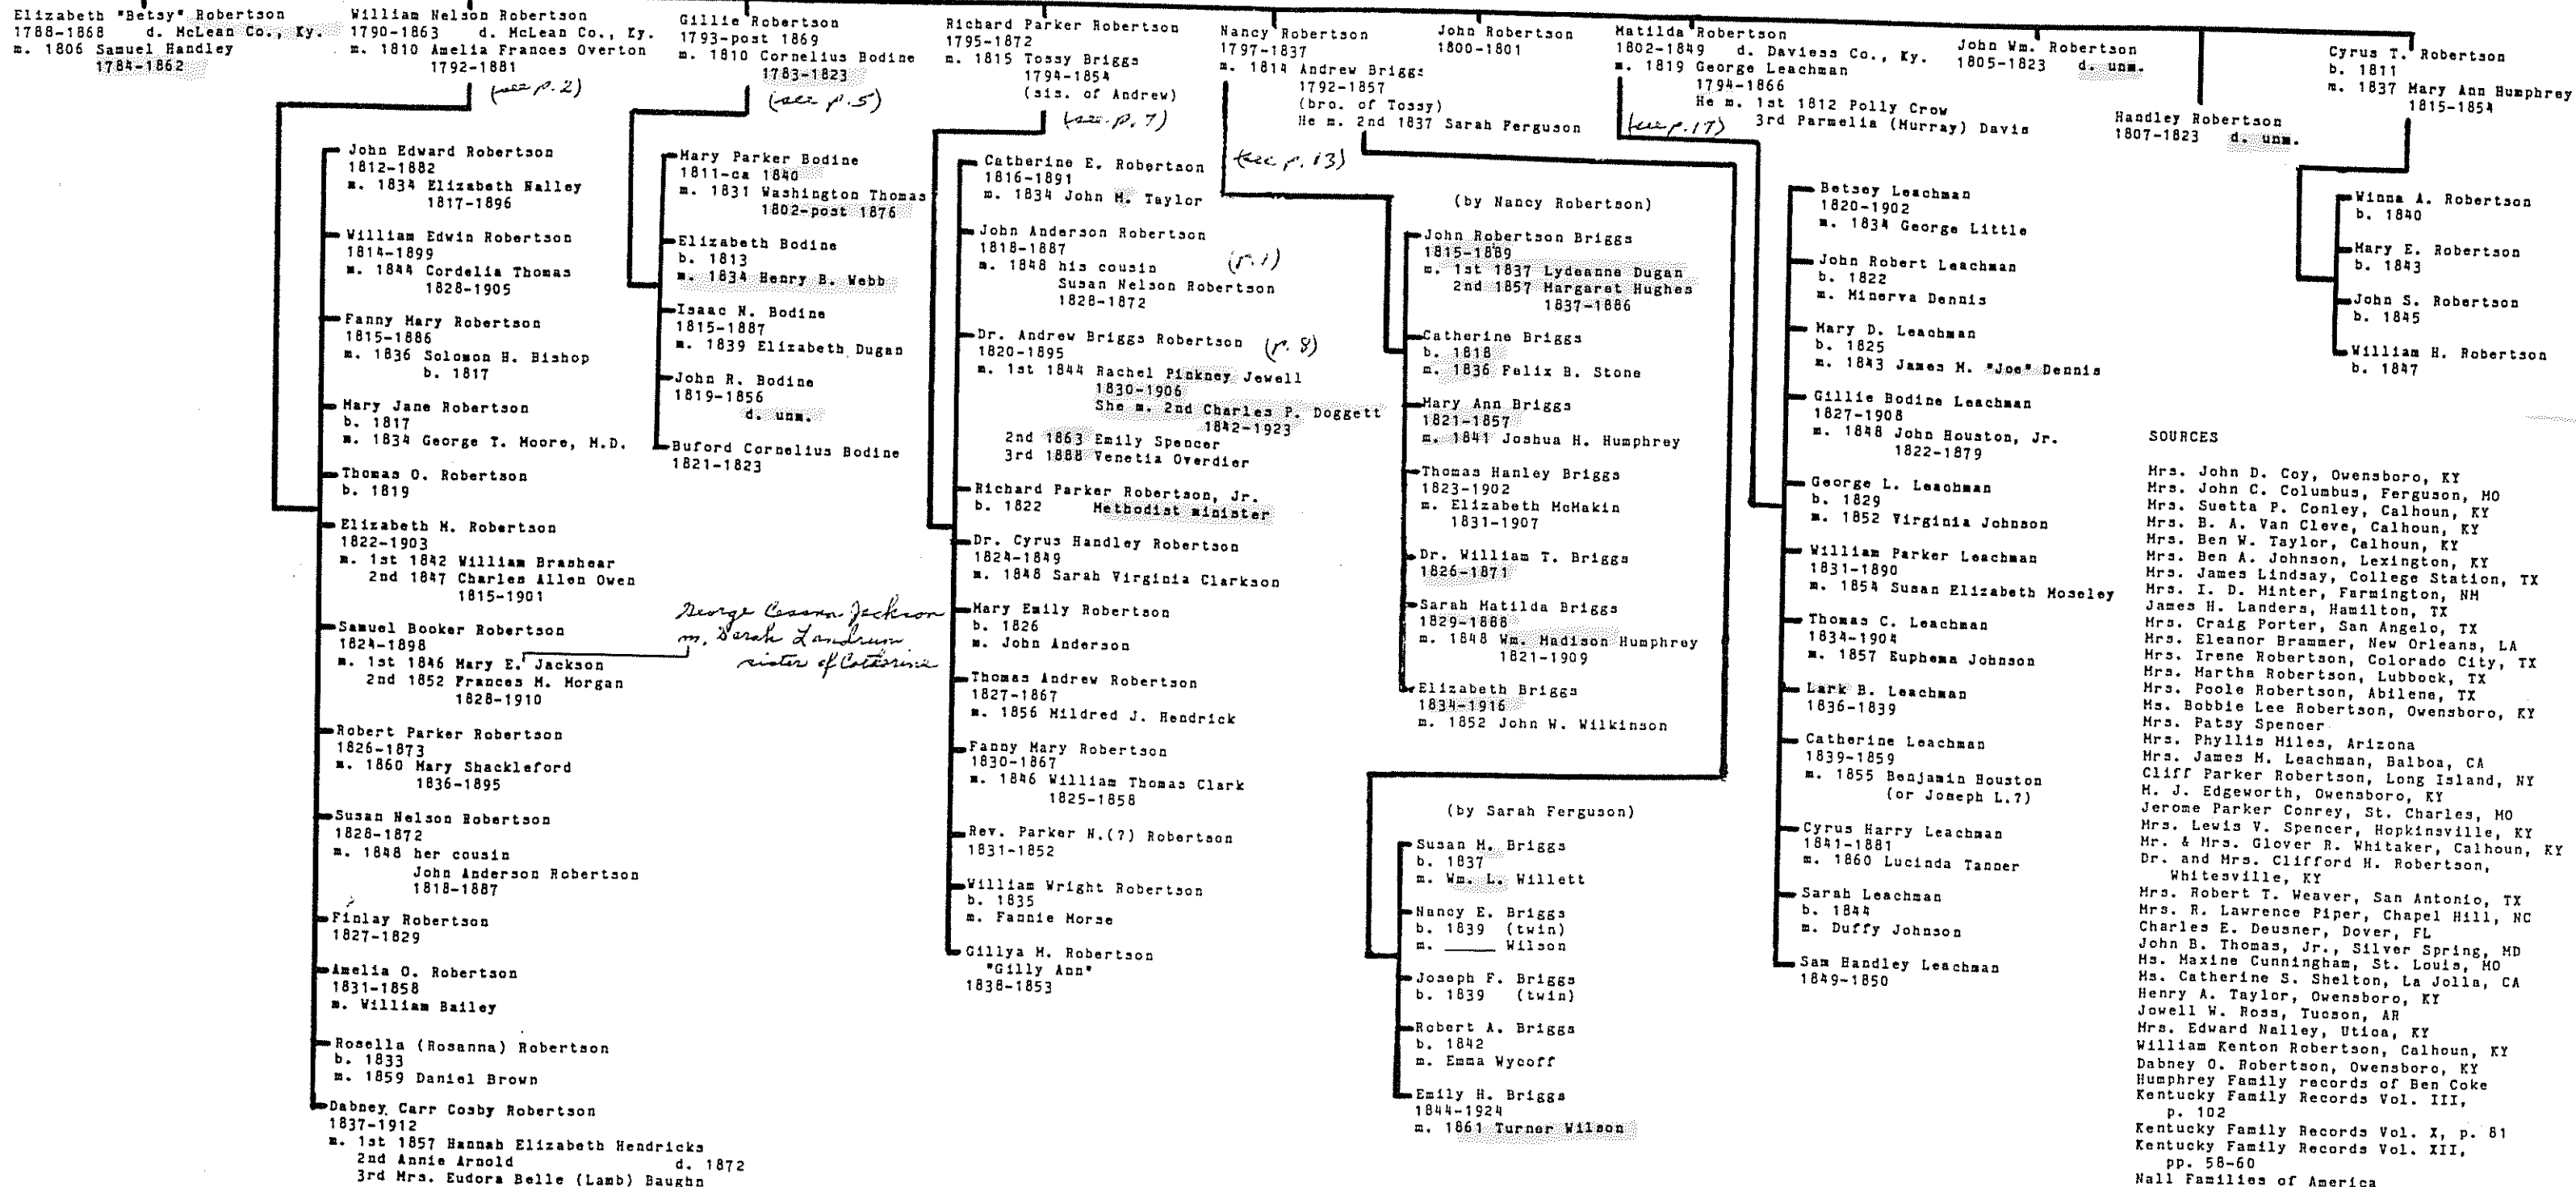 Elizabeth "Betsy" Robertson
1788-1868 d. McLean Co., Ky.
m. 1806 Samuel Handley
1784-1862
William Nelson Robertson
1790-1863 d. McLean Co., Ky.
m. 1810 Amelia Frances Overton
1792-1881
(see p. 2)
Gillie Robertson
1793-post 1869
m. 1810 Cornelius Bodine
1783-1823
(see p. 5)
Richard Parker Robertson
1795-1872
m. 1815 Tossy Briggs
1794-1854
(sis. of Andrew)
(see p. 7)
Nancy Robertson
1797-1837
m. 1814 Andrew Briggs
1792-1857
(bro. of Tossy)
He m. 2nd 1837 Sarah Ferguson
(see p. 13)
John Robertson
1800-1801
Matilda Robertson
1802-1849 d. Daviess Co., Ky.
m. 1819 George Leachman
1794-1866
He m. 1st 1812 Polly Crow
3rd Parmelia (Murray) Davis
(see p. 17)
John Wm. Robertson
1805-1823 d. unm.
Handley Robertson
1807-1823 d. unm.
Cyrus T. Robertson
b. 1811
m. 1837 Mary Ann Humphrey
1815-1854
John Edward Robertson
1812-1882
m. 1834 Elizabeth Nalley
1817-1896
William Edwin Robertson
1814-1899
m. 1844 Cordelia Thomas
1828-1905
Fanny Mary Robertson
1815-1886
m. 1836 Solomon H. Bishop
b. 1817
Mary Jane Robertson
b. 1817
m. 1834 George T. Moore, M.D.
Thomas O. Robertson
b. 1819
Elizabeth M. Robertson
1822-1903
m. 1st 1842 William Brashear
2nd 1847 Charles Allen Owen
1815-1901
Samuel Booker Robertson
1824-1898
m. 1st 1846 Mary E. Jackson
2nd 1852 Frances M. Morgan
1828-1910
George Cessna Jackson
m. Sarah Landrum
sister of Catherine
Robert Parker Robertson
1826-1873
m. 1860 Mary Shackleford
1836-1895
Susan Nelson Robertson
1828-1872
m. 1848 her cousin
John Anderson Robertson
1818-1887
Finlay Robertson
1827-1829
Amelia O. Robertson
1831-1858
m. William Bailey
Rosella (Rosanna) Robertson
b. 1833
m. 1859 Daniel Brown
Dabney Carr Cosby Robertson
1837-1912
m. 1st 1857 Hannah Elizabeth Hendricks
2nd Annie Arnold d. 1872
3rd Mrs. Eudora Belle (Lamb) Baughn
Mary Parker Bodine
1811-ca 1840
m. 1831 Washington Thomas
1802-post 1876
Elizabeth Bodine
b. 1813
m. 1834 Henry B. Webb
Isaac N. Bodine
1815-1887
m. 1839 Elizabeth Dugan
John R. Bodine
1819-1856
d. unm.
Buford Cornelius Bodine
1821-1823
Catherine E. Robertson
1816-1891
m. 1834 John M. Taylor
John Anderson Robertson
1818-1887
m. 1848 his cousin (p. 1)
Susan Nelson Robertson
1828-1872
Dr. Andrew Briggs Robertson (p. 8)
1820-1895
m. 1st 1844 Rachel Pinkney Jewell
1830-1906
She m. 2nd Charles P. Doggett
1842-1923
2nd 1863 Emily Spencer
3rd 1888 Venetia Overdier
Richard Parker Robertson, Jr.
b. 1822 Methodist minister
Dr. Cyrus Handley Robertson
1824-1849
m. 1848 Sarah Virginia Clarkson
Mary Emily Robertson
b. 1826
m. John Anderson
Thomas Andrew Robertson
1827-1867
m. 1856 Mildred J. Hendrick
Fanny Mary Robertson
1830-1867
m. 1846 William Thomas Clark
1825-1858
Rev. Parker N.(?) Robertson
1831-1852
William Wright Robertson
b. 1835
m. Fannie Morse
Gillya M. Robertson
"Gilly Ann"
1838-1853
(by Nancy Robertson)
John Robertson Briggs
1815-1889
m. 1st 1837 Lydeanne Dugan
2nd 1857 Margaret Hughes
1837-1886
Catherine Briggs
b. 1818
m. 1836 Felix B. Stone
Mary Ann Briggs
1821-1857
m. 1841 Joshua H. Humphrey
Thomas Hanley Briggs
1823-1902
m. Elizabeth McMakin
1831-1907
Dr. William T. Briggs
1826-1871
Sarah Matilda Briggs
1829-1888
m. 1848 Wm. Madison Humphrey
1821-1909
Elizabeth Briggs
1834-1916
m. 1852 John W. Wilkinson
(by Sarah Ferguson)
Susan M. Briggs
b. 1837
m. Wm. L. Willett
Nancy E. Briggs
b. 1839 (twin)
m. _____ Wilson
Joseph F. Briggs
b. 1839 (twin)
Robert A. Briggs
b. 1842
m. Emma Wycoff
Emily H. Briggs
1844-1924
m. 1861 Turner Wilson
Betsey Leachman
1820-1902
m. 1834 George Little
John Robert Leachman
b. 1822
m. Minerva Dennis
Mary D. Leachman
b. 1825
m. 1843 James M. "Joe" Dennis
Gillie Bodine Leachman
1827-1908
m. 1848 John Houston, Jr.
1822-1879
George L. Leachman
b. 1829
m. 1852 Virginia Johnson
William Parker Leachman
1831-1890
m. 1854 Susan Elizabeth Moseley
Thomas C. Leachman
1834-1904
m. 1857 Euphema Johnson
Lark B. Leachman
1836-1839
Catherine Leachman
1839-1859
m. 1855 Benjamin Houston
(or Joseph L.?)
Cyrus Harry Leachman
1841-1881
m. 1860 Lucinda Tanner
Sarah Leachman
b. 1844
m. Duffy Johnson
Sam Handley Leachman
1849-1850
Winna A. Robertson
b. 1840
Mary E. Robertson
b. 1843
John S. Robertson
b. 1845
William H. Robertson
b. 1847
SOURCES
Mrs. John D. Coy, Owensboro, KY
Mrs. John C. Columbus, Ferguson, MO
Mrs. Suetta P. Conley, Calhoun, KY
Mrs. B. A. Van Cleve, Calhoun, KY
Mrs. Ben W. Taylor, Calhoun, KY
Mrs. Ben A. Johnson, Lexington, KY
Mrs. James Lindsay, College Station, TX
Mrs. I. D. Minter, Farmington, NM
James H. Landers, Hamilton, TX
Mrs. Craig Porter, San Angelo, TX
Mrs. Eleanor Brammer, New Orleans, LA
Mrs. Irene Robertson, Colorado City, TX
Mrs. Martha Robertson, Lubbock, TX
Mrs. Poole Robertson, Abilene, TX
Ms. Bobbie Lee Robertson, Owensboro, KY
Mrs. Patsy Spencer
Mrs. Phyllis Miles, Arizona
Mrs. James M. Leachman, Balboa, CA
Cliff Parker Robertson, Long Island, NY
M. J. Edgeworth, Owensboro, KY
Jerome Parker Conrey, St. Charles, MO
Mrs. Lewis V. Spencer, Hopkinsville, KY
Mr. & Mrs. Glover R. Whitaker, Calhoun, KY
Dr. and Mrs. Clifford H. Robertson,
Whitesville, KY
Mrs. Robert T. Weaver, San Antonio, TX
Mrs. R. Lawrence Piper, Chapel Hill, NC
Charles E. Deusner, Dover, FL
John B. Thomas, Jr., Silver Spring, MD
Ms. Maxine Cunningham, St. Louis, MO
Ms. Catherine S. Shelton, La Jolla, CA
Henry A. Taylor, Owensboro, KY
Jowell W. Ross, Tucson, AR
Mrs. Edward Nalley, Utica, KY
William Kenton Robertson, Calhoun, KY
Dabney O. Robertson, Owensboro, KY
Humphrey Family records of Ben Coke
Kentucky Family Records Vol. III,
p. 102
Kentucky Family Records Vol. X, p. 81
Kentucky Family Records Vol. XII,
pp. 58-60
Nall Families of America